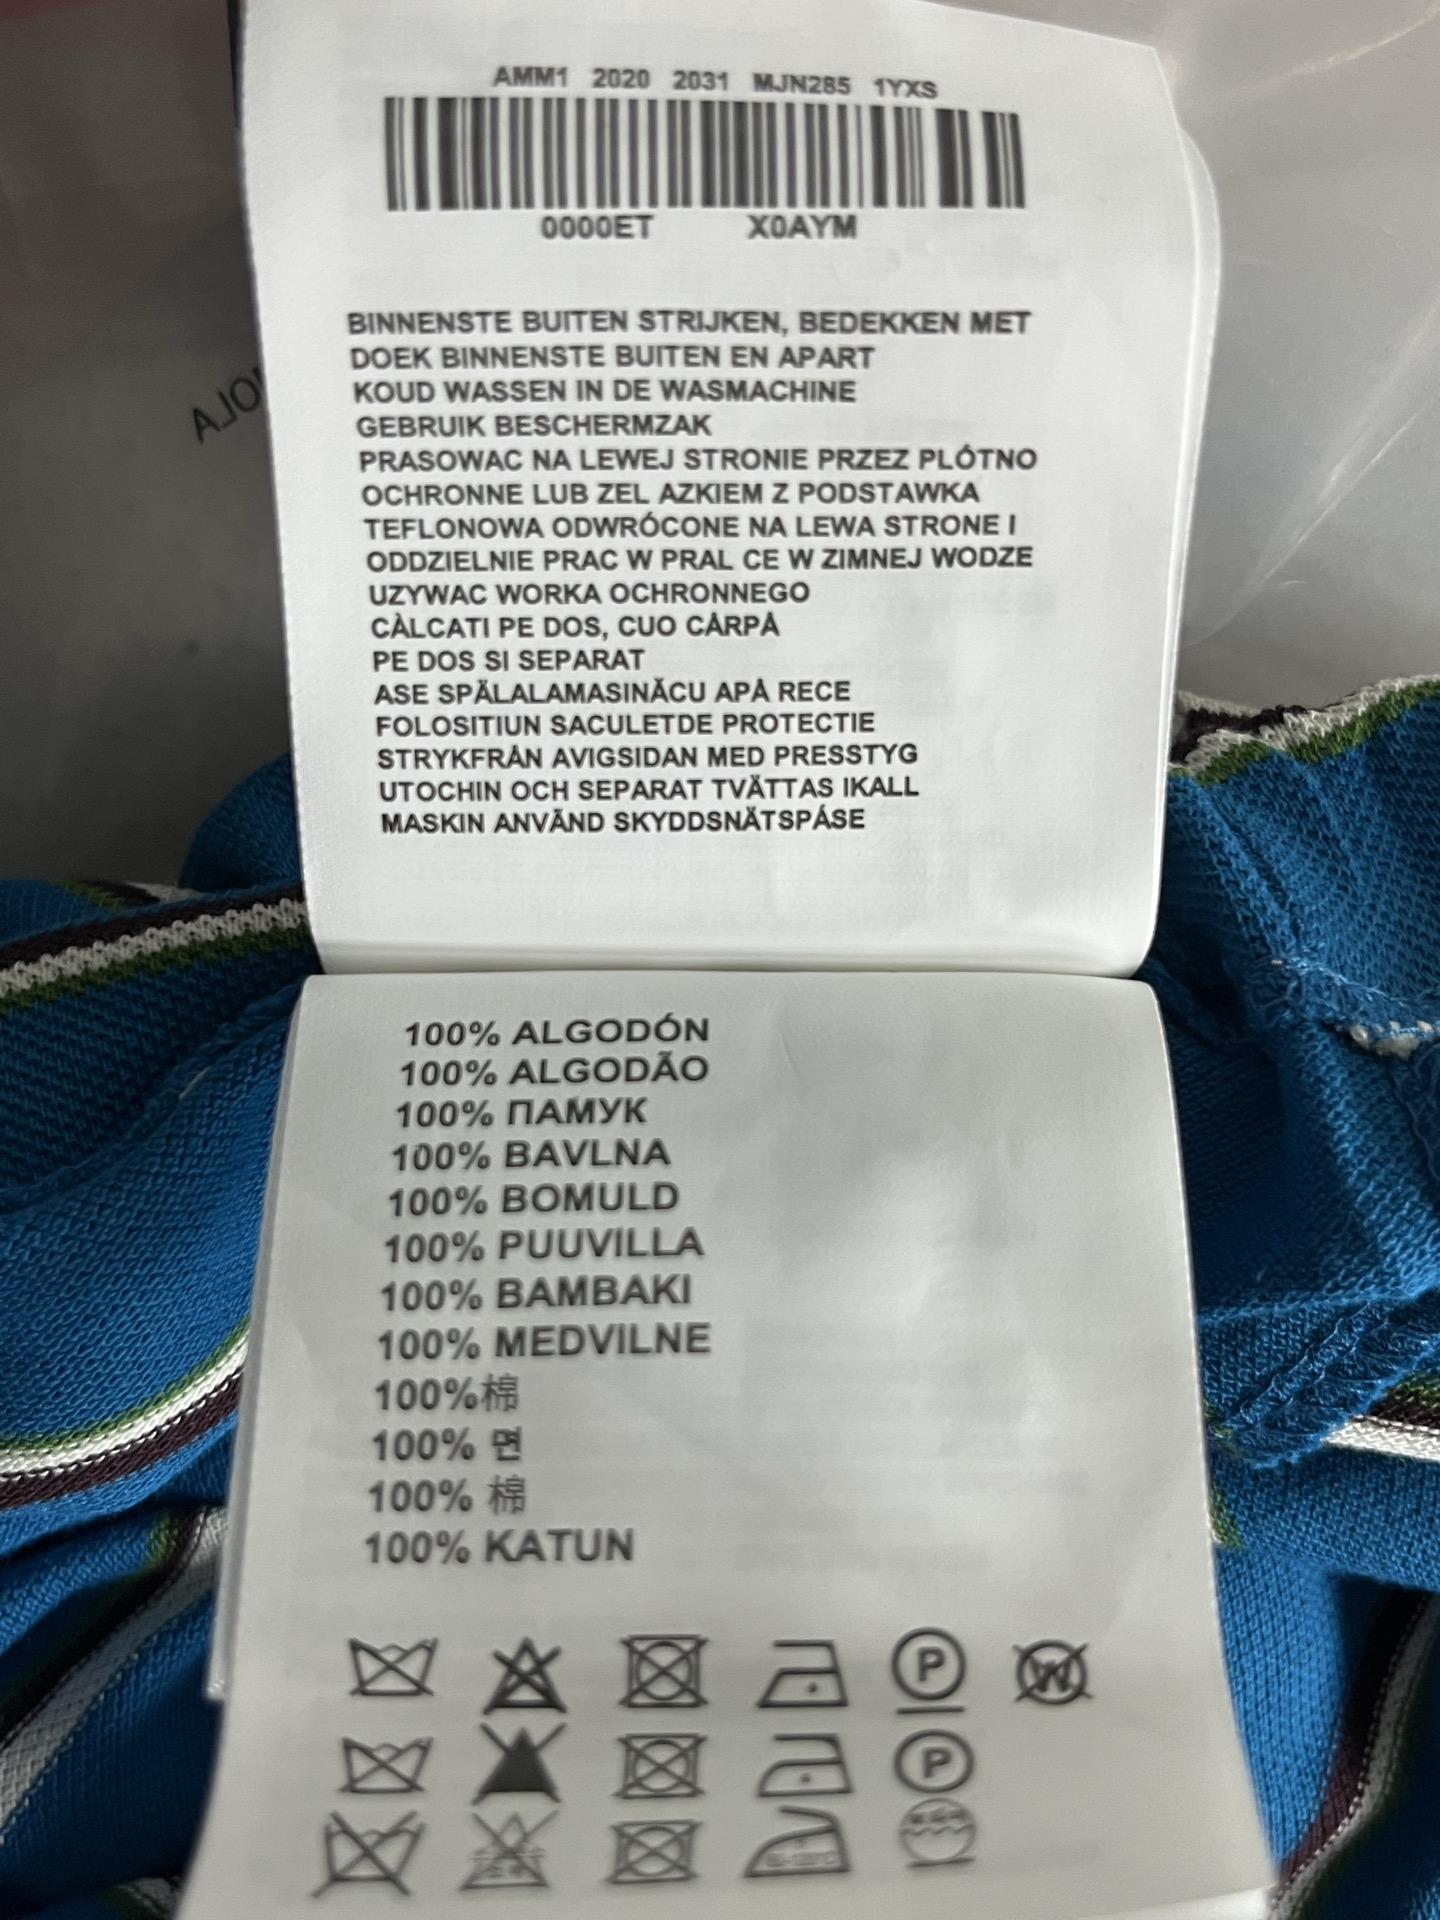 AMM1 2020 2031 MJN285 1YXS
0000ET X0AYM
BINNENSTE BUITEN STRIJKEN, BEDEKKEN MET
DOEK BINNENSTE BUITEN EN APART
KOUD WASSEN IN DE WASMACHINE
GEBRUIK BESCHERMZAK
PRASOWAC NA LEWEJ STRONIE PRZEZ PLÓTNO
OCHRONNE LUB ZEL AZKIEM Z PODSTAWKA
TEFLONOWA ODWRÓCONE NA LEWA STRONE I
ODDZIELNIE PRAC W PRAL CE W ZIMNEJ WODZE
UZYWAC WORKA OCHRONNEGO
CÀLCATI PE DOS, CUO CÅRPÅ
PE DOS SI SEPARAT
ASE SPÄLALAMASINĂCU APÅ RECE
FOLOSITIUN SACULETDE PROTECTIE
STRYKFRÅN AVIGSIDAN MED PRESSTYG
UTOCHIN OCH SEPARAT TVÄTTAS IKALL
MASKIN ANVÄND SKYDDSNÄTSPÅSE
100% ALGODÓN
100% ALGODÃO
100% ПАМУК
100% BAVLNA
100% BOMULD
100% PUUVILLA
100% BAMBAKI
100% MEDVILNE
100%棉
100% 면
100% 棉
100% KATUN
P W
P